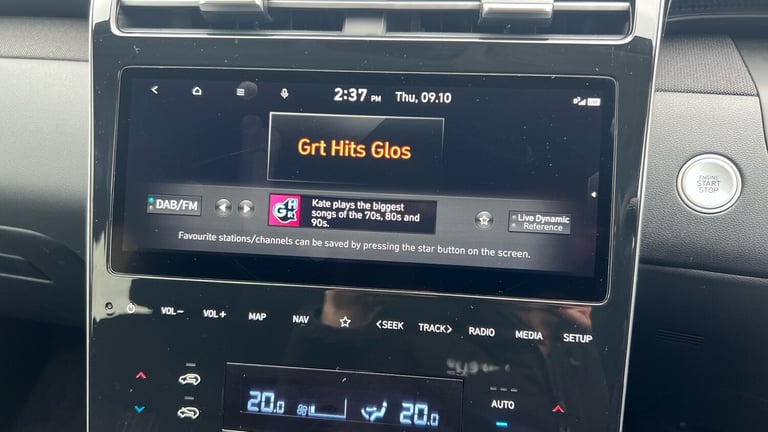 2:37 PM Thu, 09.10
Grt Hits Glos
DAB/FM
GHR
Kate plays the biggest
songs of the 70s, 80s and
90s.
Live Dynamic
Reference
Favourite stations/channels can be saved by pressing the star button on the screen.
ENGINE
START
STOP
VOL− VOL+ MAP NAV <SEEK TRACK> RADIO MEDIA SETUP
20.0 20.0
AUTO